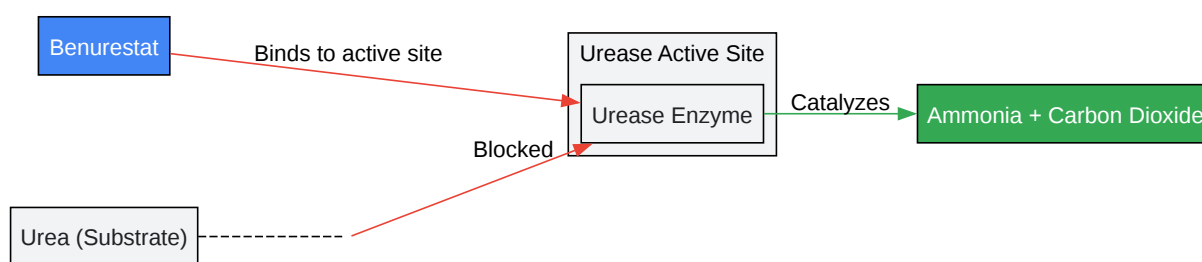 Benurestat
Binds to active site
Urease Active Site
Urease Enzyme
Catalyzes
Ammonia + Carbon Dioxide
Blocked
Urea (Substrate)